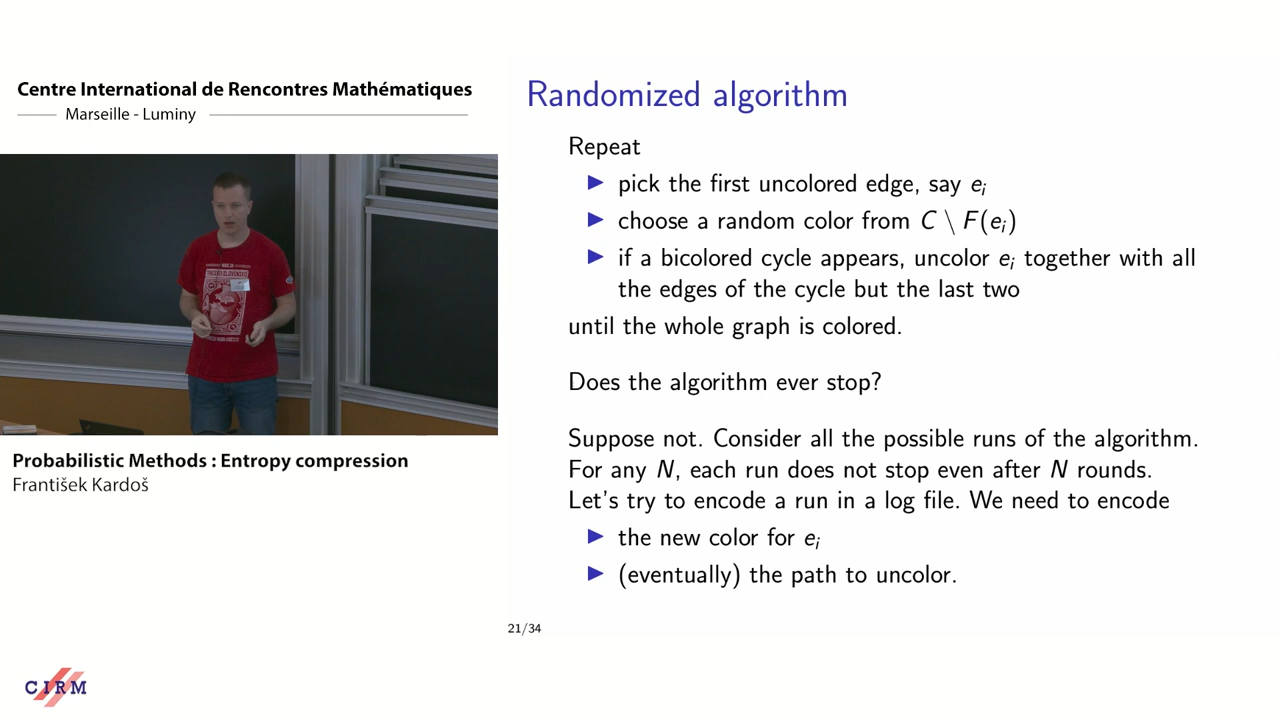 Centre International de Rencontres Mathématiques
Marseille - Luminy
Probabilistic Methods : Entropy compression
František Kardoš
CIRM
Randomized algorithm
Repeat
▶ pick the first uncolored edge, say eᵢ
▶ choose a random color from C \ F(eᵢ)
▶ if a bicolored cycle appears, uncolor eᵢ together with all
the edges of the cycle but the last two
until the whole graph is colored.
Does the algorithm ever stop?
Suppose not. Consider all the possible runs of the algorithm.
For any N, each run does not stop even after N rounds.
Let's try to encode a run in a log file. We need to encode
▶ the new color for eᵢ
▶ (eventually) the path to uncolor.
21/34